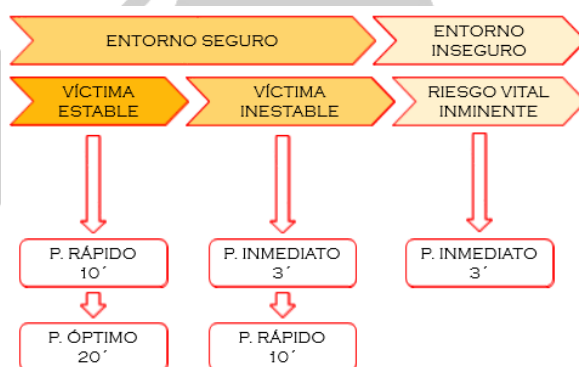 ENTORNO SEGURO
ENTORNO
INSEGURO
VÍCTIMA
ESTABLE
VÍCTIMA
INESTABLE
RIESGO VITAL
INMINENTE
P. RÁPIDO
10´
P. INMEDIATO
3´
P. INMEDIATO
3´
P. ÓPTIMO
20´
P. RÁPIDO
10´